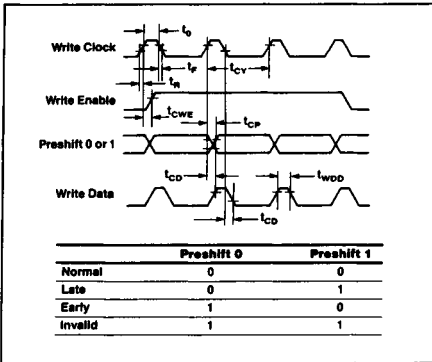 t0
Write Clock
tF
tCY
tR
Write Enable
tCWE
tCP
Preshift 0 or 1
tCD
tWDD
Write Data
tCD
Preshift 0 Preshift 1
Normal 0 0
Late 0 1
Early 1 0
Invalid 1 1